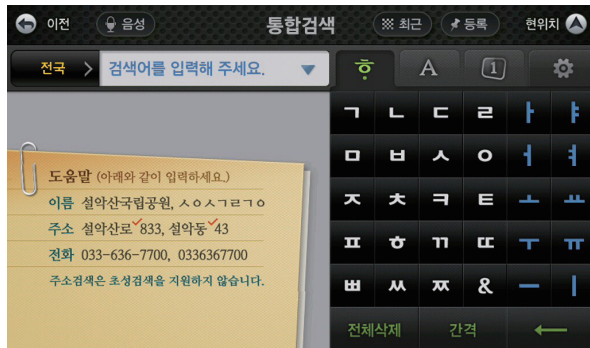 이전 음성 통합검색 최근 등록 현위치
전국 > 검색어를 입력해 주세요. ㅎ A 1
ㄱ ㄴ ㄷ ㄹ ㅏ ㅑ
ㅁ ㅂ ㅅ ㅇ ㅓ ㅕ
ㅈ ㅊ ㅋ ㅌ ㅗ ㅛ
ㅍ ㅎ ㄲ ㄸ ㅜ ㅠ
ㅃ ㅆ ㅉ & ㅡ ㅣ
전체삭제 간격 ←
도움말 (아래와 같이 입력하세요.)
이름 설악산국립공원, ㅅㅇㅅㄱㄹㄱㅇ
주소 설악산로✓833, 설악동✓43
전화 033-636-7700, 0336367700
주소검색은 초성검색을 지원하지 않습니다.